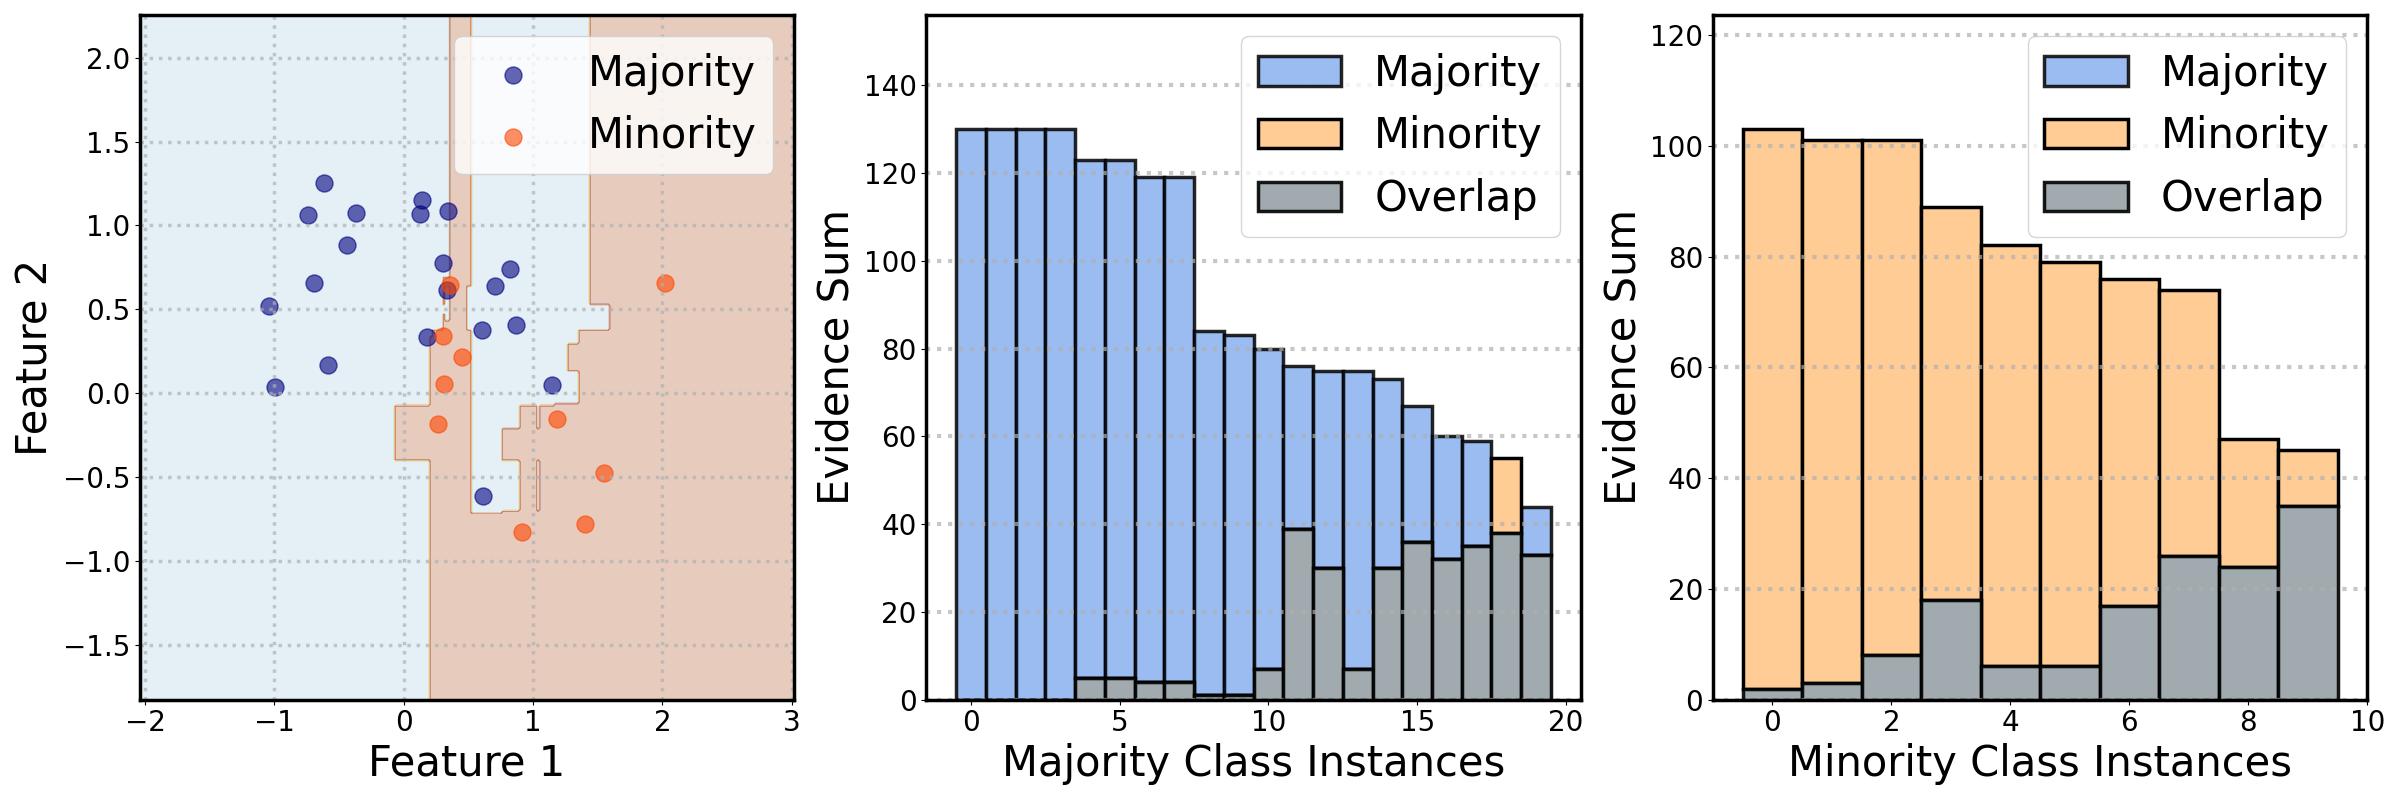 Majority
Minority
2.0
1.5
1.0
0.5
0.0
−0.5
−1.0
−1.5
−2
−1
0
1
2
3
Feature 2
Feature 1
Majority
Minority
Overlap
140
120
100
80
60
40
20
0
0
5
10
15
20
Evidence Sum
Majority Class Instances
Majority
Minority
Overlap
120
100
80
60
40
20
0
0
2
4
6
8
10
Evidence Sum
Minority Class Instances